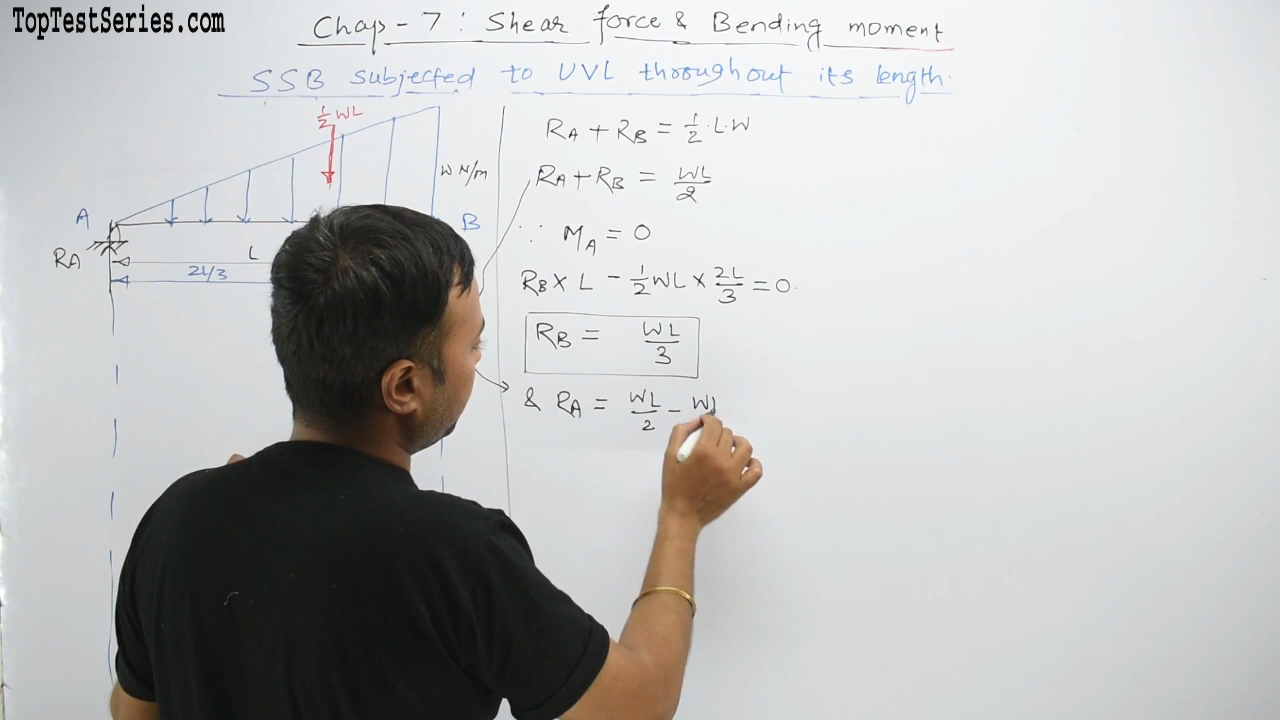 TopTestSeries.com
Chap - 7 : Shear force & Bending moment
SSB subjected to UVL throughout its length.
1/2 WL
W N/m
A
B
RA
L
2L/3
RA + RB = 1/2 · L · W
RA + RB = WL/2
∵ MA = 0
RB × L - 1/2 WL × 2L/3 = 0.
RB = WL/3
& RA = WL/2 - WL